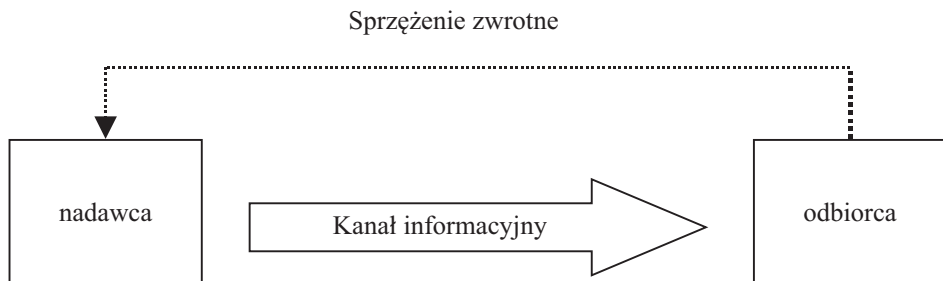 Sprzężenie zwrotne
nadawca
Kanał informacyjny
odbiorca